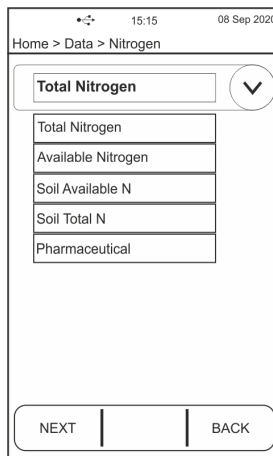 15:15 08 Sep 2020
Home > Data > Nitrogen
Total Nitrogen
Total Nitrogen
Available Nitrogen
Soil Available N
Soil Total N
Pharmaceutical
NEXT BACK